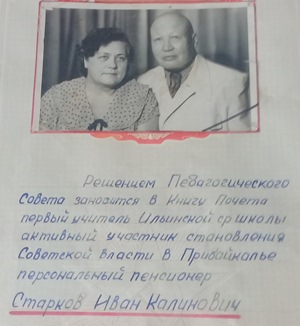 Решением Педагогического
Совета заносится в Книгу Почета
первый учитель Ильинской ср школы
активный участник становления
Советской власти в Прибайкалье
персональный пенсионер
Старков Иван Калинович